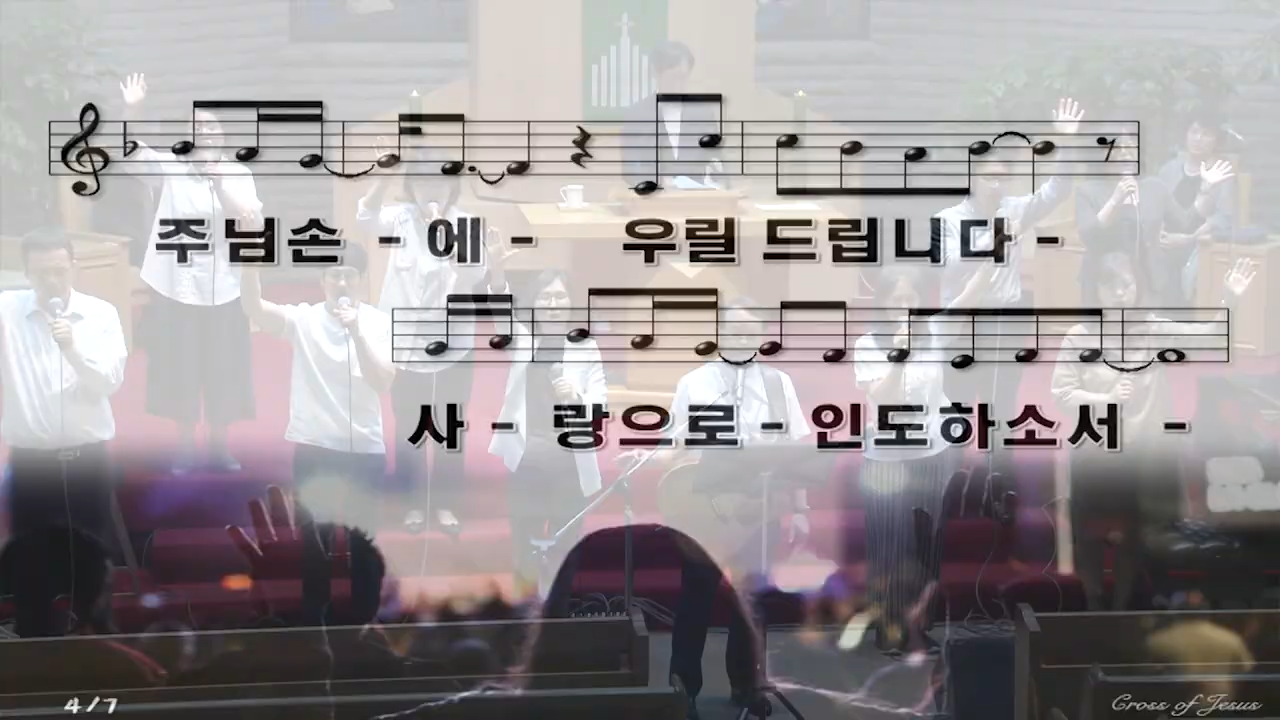 주님손 - 에 - 우릴 드립니다 -
사 - 랑으로 - 인도하소서 -
4/7
Cross of Jesus